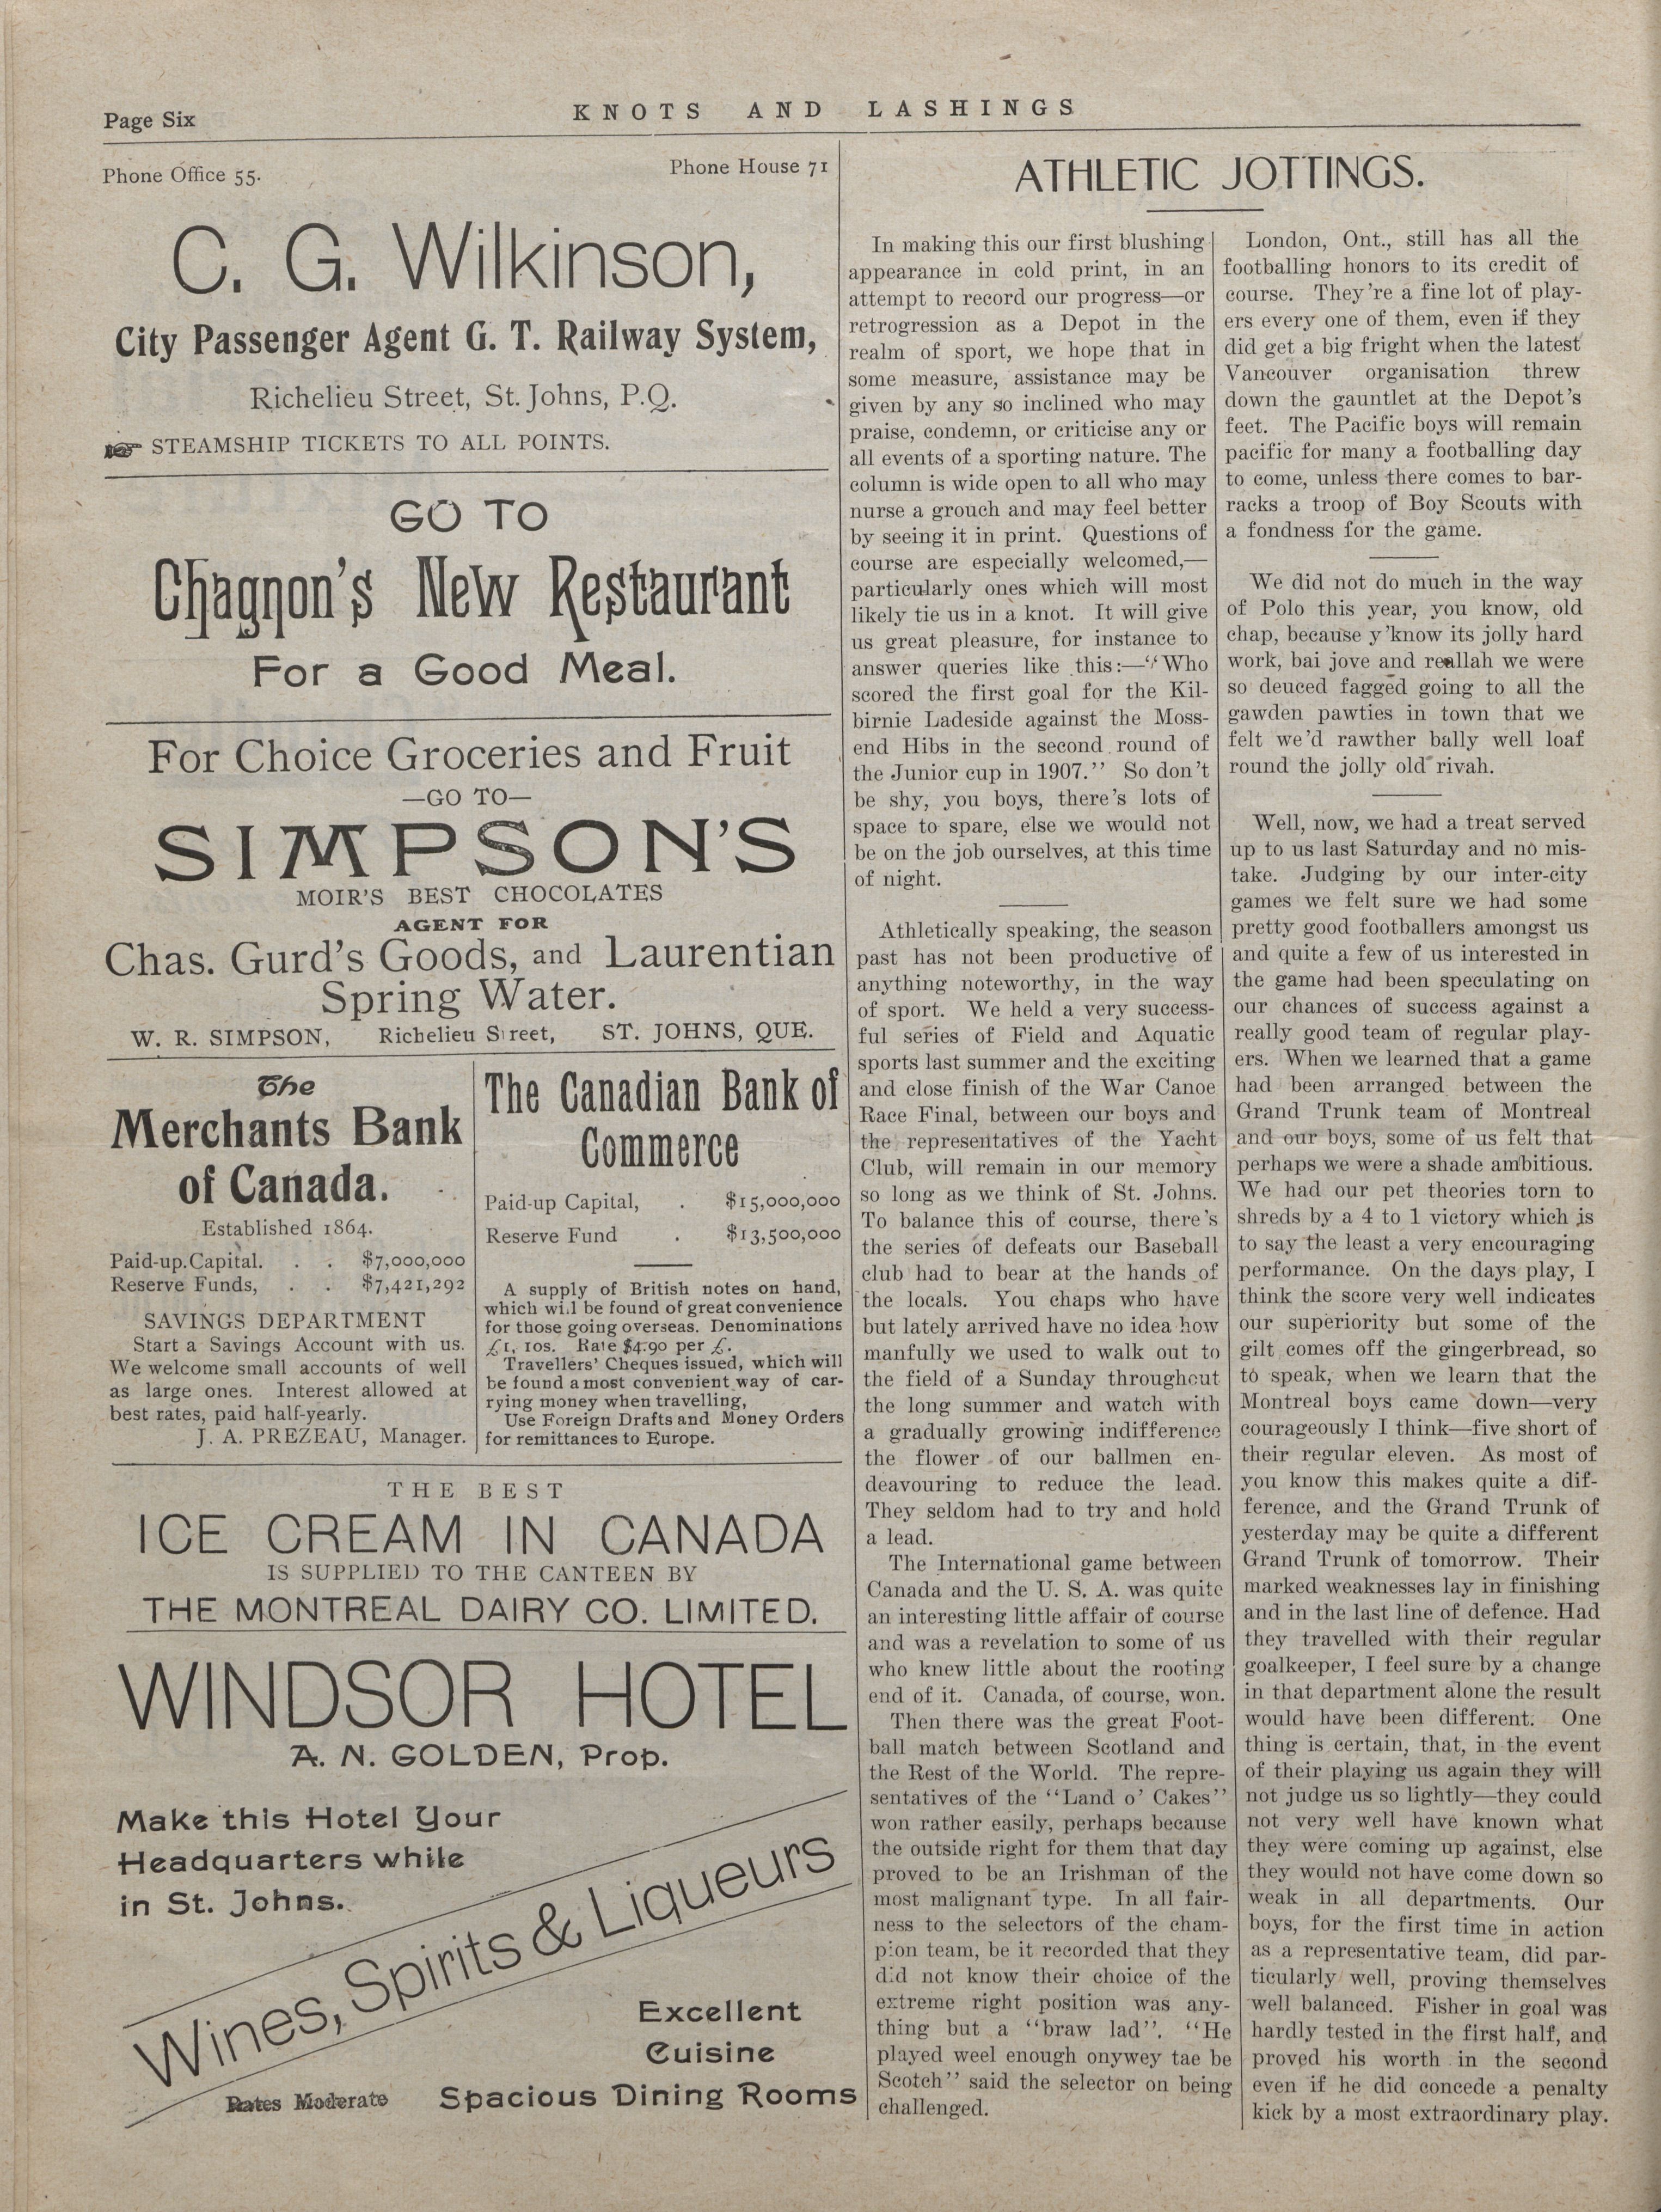 Page Six
KNOTS AND LASHINGS
Phone Office 55.
Phone House 71
C. G. Wilkinson,
City Passenger Agent G. T. Railway System,
Richelieu Street, St. Johns, P.Q.
STEAMSHIP TICKETS TO ALL POINTS.
GO TO
Chagnon's New Restaurant
For a Good Meal.
For Choice Groceries and Fruit
—GO TO—
SIMPSON'S
MOIR'S BEST CHOCOLATES
AGENT FOR
Chas. Gurd's Goods, and Laurentian
Spring Water.
W. R. SIMPSON, Richelieu Street, ST. JOHNS, QUE.
The
Merchants Bank
of Canada.
Established 1864.
Paid-up Capital. . . $7,000,000
Reserve Funds, . . $7,421,292
SAVINGS DEPARTMENT
Start a Savings Account with us.
We welcome small accounts of well
as large ones. Interest allowed at
best rates, paid half-yearly.
J. A. PREZEAU, Manager.
The Canadian Bank of
Commerce
Paid-up Capital, . $15,000,000
Reserve Fund . $13,500,000
A supply of British notes on hand,
which will be found of great convenience
for those going overseas. Denominations
£1, 10s. Rate $4.90 per £.
Travellers' Cheques issued, which will
be found a most convenient way of car-
rying money when travelling,
Use Foreign Drafts and Money Orders
for remittances to Europe.
THE BEST
ICE CREAM IN CANADA
IS SUPPLIED TO THE CANTEEN BY
THE MONTREAL DAIRY CO. LIMITED.
WINDSOR HOTEL
A. N. GOLDEN, Prop.
Make this Hotel Your
Headquarters while
in St. Johns.
Wines, Spirits & Liqueurs
Excellent
Cuisine
Rates Moderate Spacious Dining Rooms
ATHLETIC JOTTINGS.
In making this our first blushing
appearance in cold print, in an
attempt to record our progress—or
retrogression as a Depot in the
realm of sport, we hope that in
some measure, assistance may be
given by any so inclined who may
praise, condemn, or criticise any or
all events of a sporting nature. The
column is wide open to all who may
nurse a grouch and may feel better
by seeing it in print. Questions of
course are especially welcomed,—
particularly ones which will most
likely tie us in a knot. It will give
us great pleasure, for instance to
answer queries like this:—"Who
scored the first goal for the Kil-
birnie Ladeside against the Moss-
end Hibs in the second round of
the Junior cup in 1907." So don't
be shy, you boys, there's lots of
space to spare, else we would not
be on the job ourselves, at this time
of night.
Athletically speaking, the season
past has not been productive of
anything noteworthy, in the way
of sport. We held a very success-
ful series of Field and Aquatic
sports last summer and the exciting
and close finish of the War Canoe
Race Final, between our boys and
the representatives of the Yacht
Club, will remain in our memory
so long as we think of St. Johns.
To balance this of course, there's
the series of defeats our Baseball
club had to bear at the hands of
the locals. You chaps who have
but lately arrived have no idea how
manfully we used to walk out to
the field of a Sunday throughout
the long summer and watch with
a gradually growing indifference
the flower of our ballmen en-
deavouring to reduce the lead.
They seldom had to try and hold
a lead.
The International game between
Canada and the U. S. A. was quite
an interesting little affair of course
and was a revelation to some of us
who knew little about the rooting
end of it. Canada, of course, won.
Then there was the great Foot-
ball match between Scotland and
the Rest of the World. The repre-
sentatives of the "Land o' Cakes"
won rather easily, perhaps because
the outside right for them that day
proved to be an Irishman of the
most malignant type. In all fair-
ness to the selectors of the cham-
pion team, be it recorded that they
did not know their choice of the
extreme right position was any-
thing but a "braw lad". "He
played weel enough onywey tae be
Scotch" said the selector on being
challenged.
London, Ont., still has all the
footballing honors to its credit of
course. They're a fine lot of play-
ers every one of them, even if they
did get a big fright when the latest
Vancouver organisation threw
down the gauntlet at the Depot's
feet. The Pacific boys will remain
pacific for many a footballing day
to come, unless there comes to bar-
racks a troop of Boy Scouts with
a fondness for the game.
We did not do much in the way
of Polo this year, you know, old
chap, because y'know its jolly hard
work, bai jove and reallah we were
so deuced fagged going to all the
gawden pawties in town that we
felt we'd rawther bally well loaf
round the jolly old rivah.
Well, now, we had a treat served
up to us last Saturday and no mis-
take. Judging by our inter-city
games we felt sure we had some
pretty good footballers amongst us
and quite a few of us interested in
the game had been speculating on
our chances of success against a
really good team of regular play-
ers. When we learned that a game
had been arranged between the
Grand Trunk team of Montreal
and our boys, some of us felt that
perhaps we were a shade ambitious.
We had our pet theories torn to
shreds by a 4 to 1 victory which is
to say the least a very encouraging
performance. On the days play, I
think the score very well indicates
our superiority but some of the
gilt comes off the gingerbread, so
to speak, when we learn that the
Montreal boys came down—very
courageously I think—five short of
their regular eleven. As most of
you know this makes quite a dif-
ference, and the Grand Trunk of
yesterday may be quite a different
Grand Trunk of tomorrow. Their
marked weaknesses lay in finishing
and in the last line of defence. Had
they travelled with their regular
goalkeeper, I feel sure by a change
in that department alone the result
would have been different. One
thing is certain, that, in the event
of their playing us again they will
not judge us so lightly—they could
not very well have known what
they were coming up against, else
they would not have come down so
weak in all departments. Our
boys, for the first time in action
as a representative team, did par-
ticularly well, proving themselves
well balanced. Fisher in goal was
hardly tested in the first half, and
proved his worth in the second
even if he did concede a penalty
kick by a most extraordinary play.